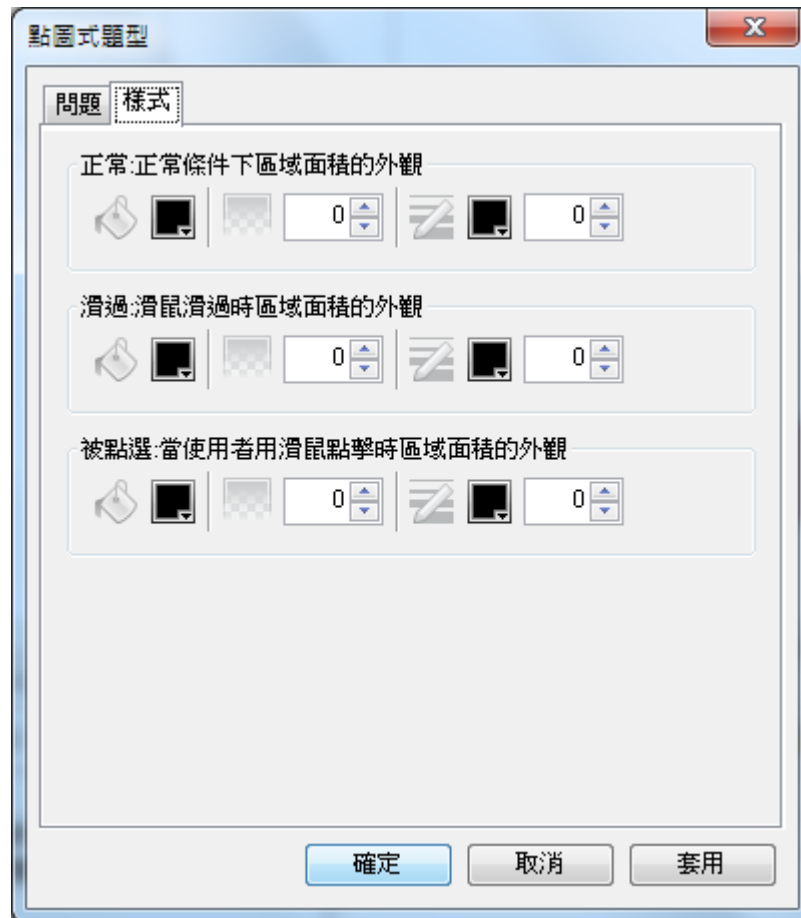 點圖式題型
問題 樣式
正常:正常條件下區域面積的外觀
0 0
滑過:滑鼠滑過時區域面積的外觀
0 0
被點選:當使用者用滑鼠點擊時區域面積的外觀
0 0
確定 取消 套用